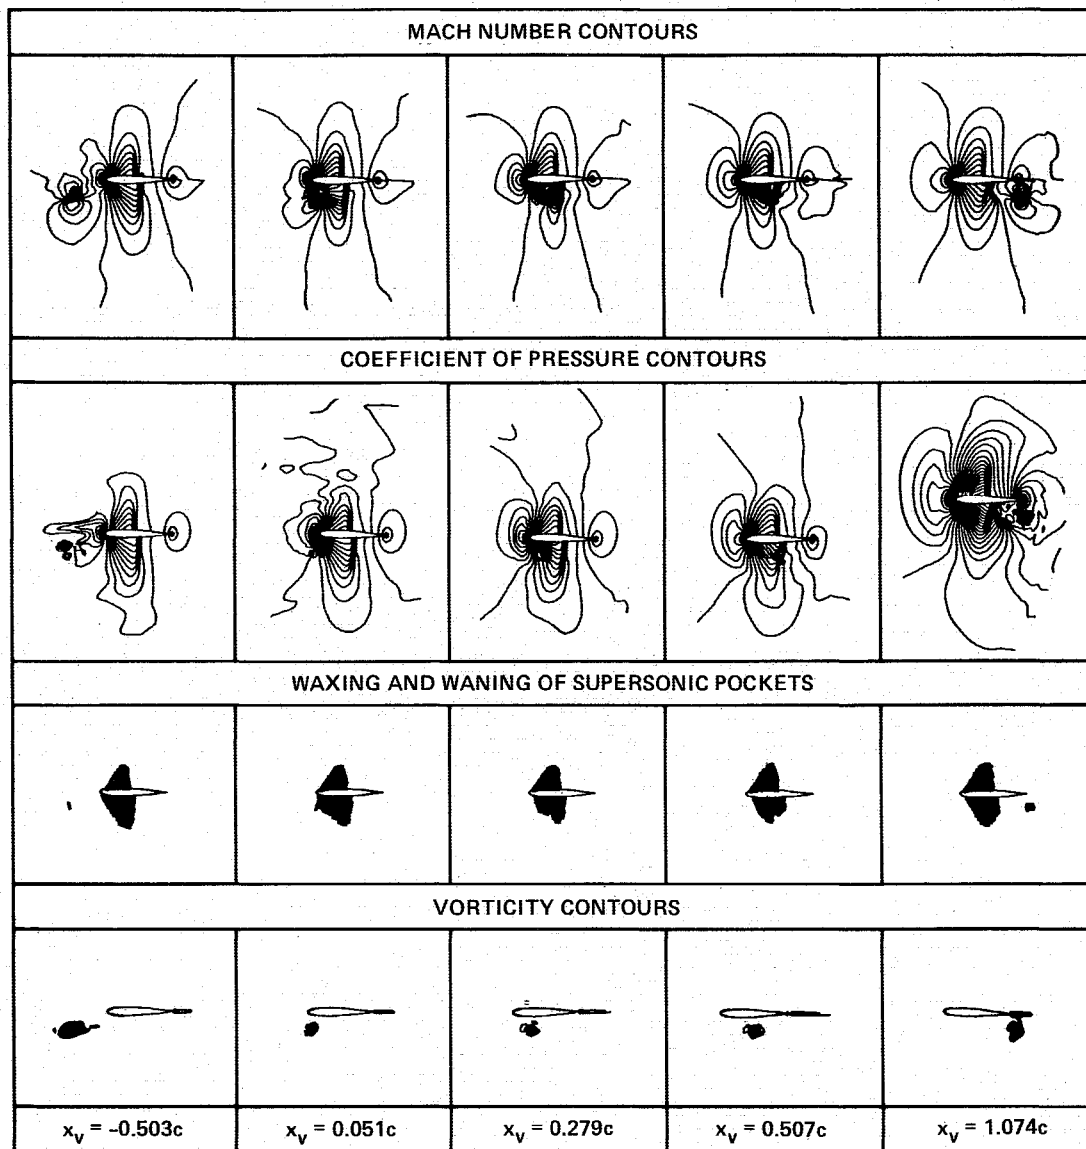 MACH NUMBER CONTOURS
COEFFICIENT OF PRESSURE CONTOURS
WAXING AND WANING OF SUPERSONIC POCKETS
VORTICITY CONTOURS
x_v = -0.503c
x_v = 0.051c
x_v = 0.279c
x_v = 0.507c
x_v = 1.074c